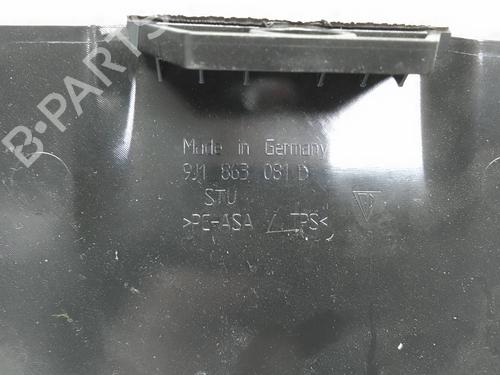 B-PARTS
Made in Germany
9J1 863 081 D
STU
>PC-ASA / TPS<